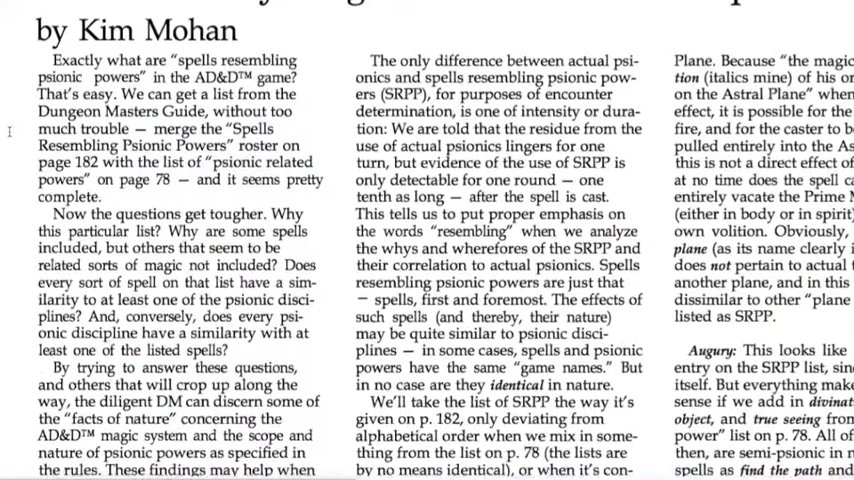 by Kim Mohan
Exactly what are “spells resembling
psionic powers” in the AD&D™ game?
That’s easy. We can get a list from the
Dungeon Masters Guide, without too
much trouble — merge the “Spells
Resembling Psionic Powers” roster on
page 182 with the list of “psionic related
powers” on page 78 — and it seems pretty
complete.
Now the questions get tougher. Why
this particular list? Why are some spells
included, but others that seem to be
related sorts of magic not included? Does
every sort of spell on that list have a sim-
ilarity to at least one of the psionic disci-
plines? And, conversely, does every psi-
onic discipline have a similarity with at
least one of the listed spells?
By trying to answer these questions,
and others that will crop up along the
way, the diligent DM can discern some of
the “facts of nature” concerning the
AD&D™ magic system and the scope and
nature of psionic powers as specified in
the rules. These findings may help when
The only difference between actual psi-
onics and spells resembling psionic pow-
ers (SRPP), for purposes of encounter
determination, is one of intensity or dura-
tion: We are told that the residue from the
use of actual psionics lingers for one
turn, but evidence of the use of SRPP is
only detectable for one round — one
tenth as long — after the spell is cast.
This tells us to put proper emphasis on
the words “resembling” when we analyze
the whys and wherefores of the SRPP and
their correlation to actual psionics. Spells
resembling psionic powers are just that
— spells, first and foremost. The effects of
such spells (and thereby, their nature)
may be quite similar to psionic disci-
plines — in some cases, spells and psionic
powers have the same “game names.” But
in no case are they identical in nature.
We’ll take the list of SRPP the way it’s
given on p. 182, only deviating from
alphabetical order when we mix in some-
thing from the list on p. 78 (the lists are
by no means identical), or when it’s con-
Plane. Because “the magic
tion (italics mine) of his or
on the Astral Plane” when
effect, it is possible for the
fire, and for the caster to b
pulled entirely into the As
this is not a direct effect of
at no time does the spell ca
entirely vacate the Prime M
(either in body or in spirit)
own volition. Obviously,
plane (as its name clearly i
does not pertain to actual t
another plane, and in this
dissimilar to other “plane
listed as SRPP.
Augury: This looks like
entry on the SRPP list, sin
itself. But everything make
sense if we add in divinat
object, and true seeing from
power” list on p. 78. All of
then, are semi-psionic in n
spells as find the path and